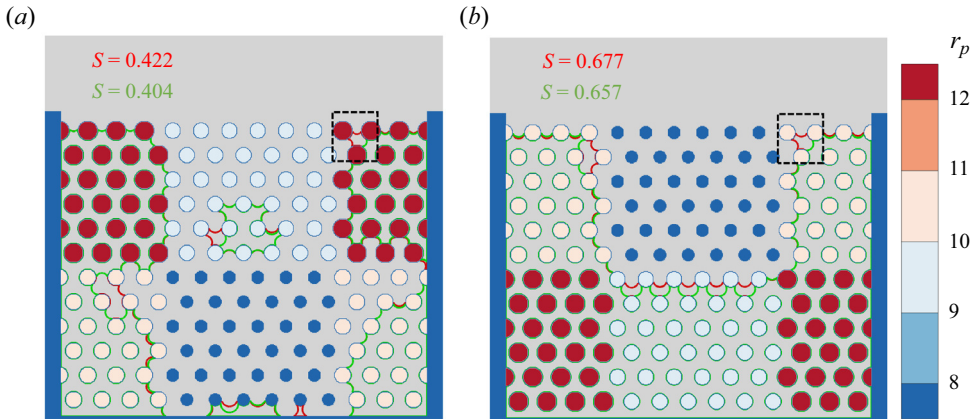 (a)
S = 0.422
S = 0.404
(b)
S = 0.677
S = 0.657
r_p
12
11
10
9
8